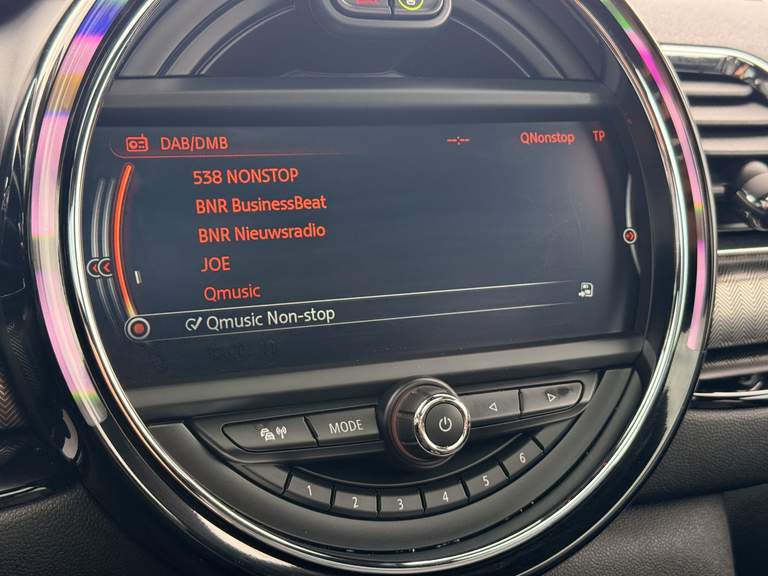 DAB/DMB --:-- QNonstop TP
538 NONSTOP
BNR BusinessBeat
BNR Nieuwsradio
JOE
Qmusic
Qmusic Non-stop
MODE
1 2 3 4 5 6